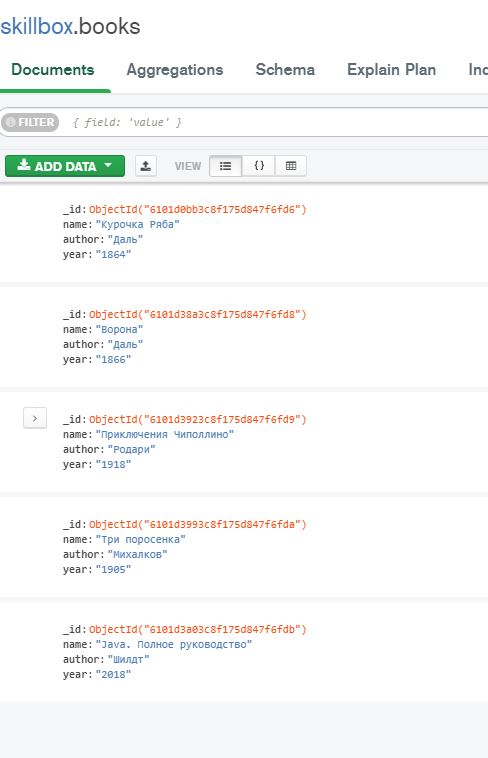 skillbox.books
Documents Aggregations Schema Explain Plan
FILTER { field: 'value' }
ADD DATA VIEW { }
_id: ObjectId("6101d0bb3c8f175d847f6fd6")
name: "Курочка Ряба"
author: "Даль"
year: "1864"
_id: ObjectId("6101d38a3c8f175d847f6fd8")
name: "Ворона"
author: "Даль"
year: "1866"
_id: ObjectId("6101d3923c8f175d847f6fd9")
name: "Приключения Чиполлино"
author: "Родари"
year: "1918"
_id: ObjectId("6101d3993c8f175d847f6fda")
name: "Три поросенка"
author: "Михалков"
year: "1905"
_id: ObjectId("6101d3a03c8f175d847f6fdb")
name: "Java. Полное руководство"
author: "Шилдт"
year: "2018"